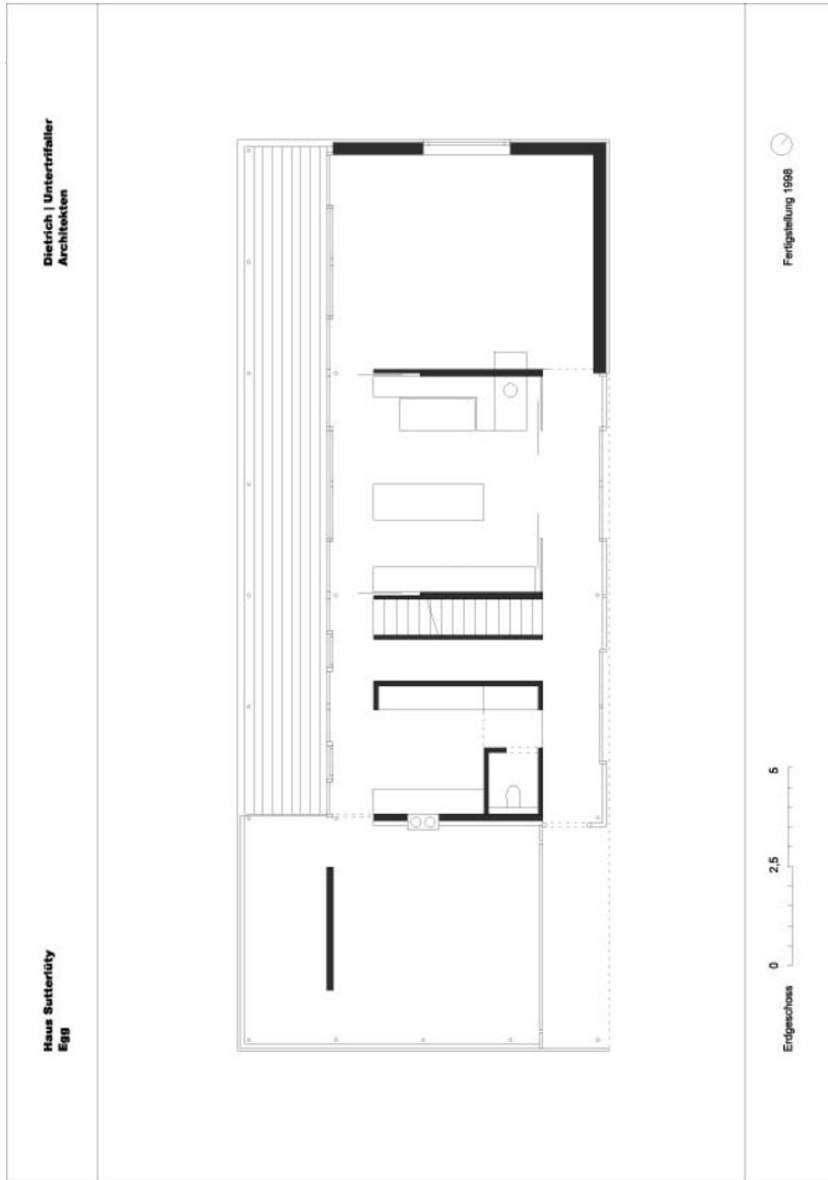 Haus Sutterlüty
Egg
Dietrich | Untertrifaller
Architekten
Erdgeschoss
0 2,5 5
Fertigstellung 1998